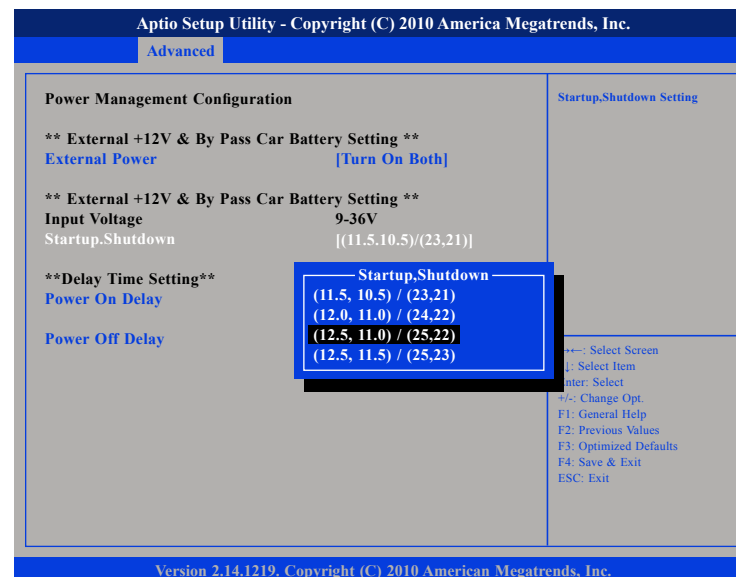 Aptio Setup Utility - Copyright (C) 2010 America Megatrends, Inc.
Advanced
Power Management Configuration
** External +12V & By Pass Car Battery Setting **
External Power [Turn On Both]
** External +12V & By Pass Car Battery Setting **
Input Voltage 9-36V
Startup.Shutdown [(11.5.10.5)/(23,21)]
**Delay Time Setting**
Power On Delay
Power Off Delay
Startup,Shutdown
(11.5, 10.5) / (23,21)
(12.0, 11.0) / (24,22)
(12.5, 11.0) / (25,22)
(12.5, 11.5) / (25,23)
Startup,Shutdown Setting
→←: Select Screen
↓: Select Item
Enter: Select
+/-: Change Opt.
F1: General Help
F2: Previous Values
F3: Optimized Defaults
F4: Save & Exit
ESC: Exit
Version 2.14.1219. Copyright (C) 2010 American Megatrends, Inc.